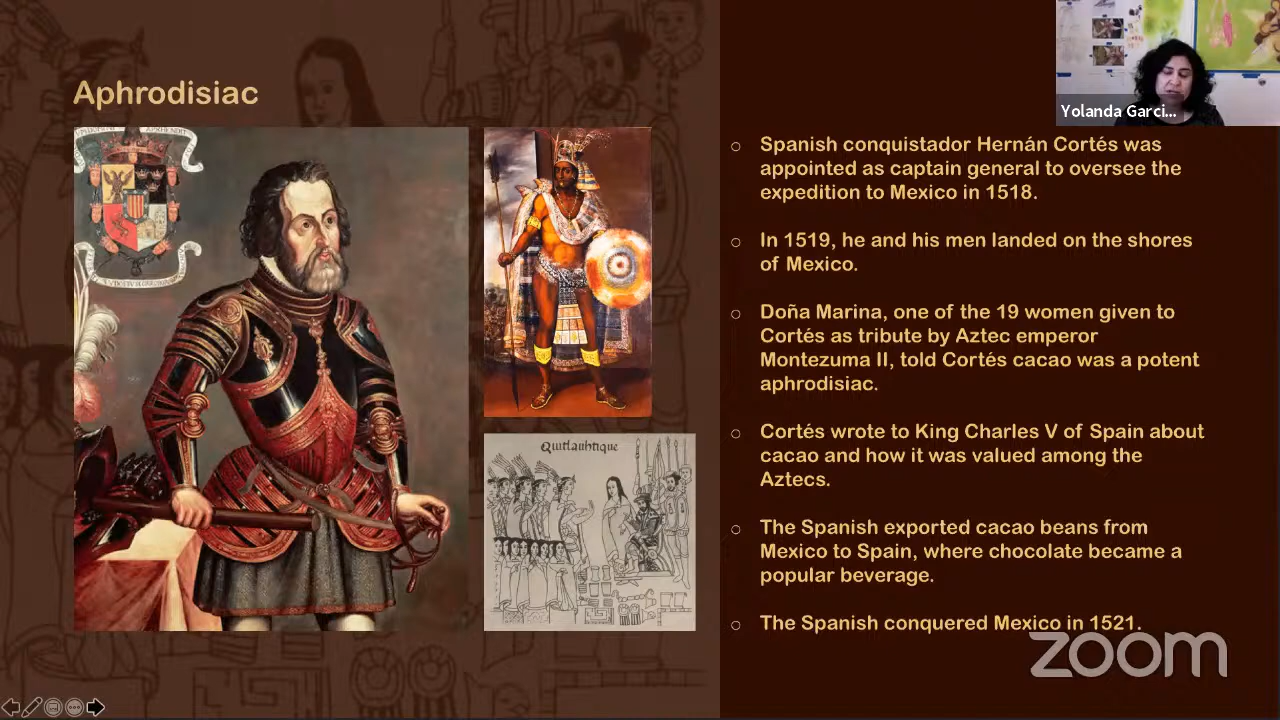 Aphrodisiac
Yolanda Garci...
Spanish conquistador Hernán Cortés was
appointed as captain general to oversee the
expedition to Mexico in 1518.
In 1519, he and his men landed on the shores
of Mexico.
Doña Marina, one of the 19 women given to
Cortés as tribute by Aztec emperor
Montezuma II, told Cortés cacao was a potent
aphrodisiac.
Cortés wrote to King Charles V of Spain about
cacao and how it was valued among the
Aztecs.
The Spanish exported cacao beans from
Mexico to Spain, where chocolate became a
popular beverage.
The Spanish conquered Mexico in 1521.
Quitlauhtique
zoom